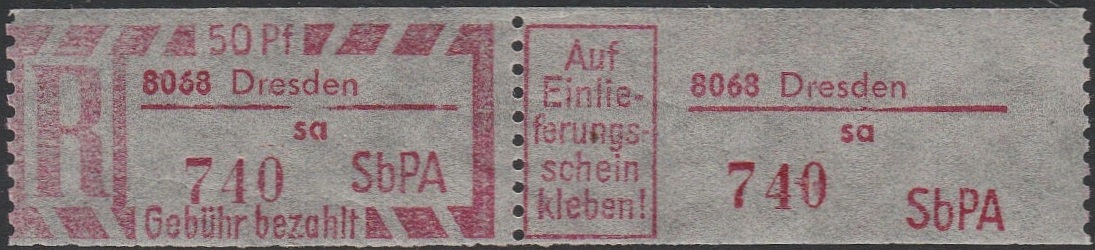 50 Pf
R
8068 Dresden
sa
740 SbPA
Gebühr bezahlt
Auf
Einlie-
ferungs-
schein
kleben!
8068 Dresden
sa
740
SbPA